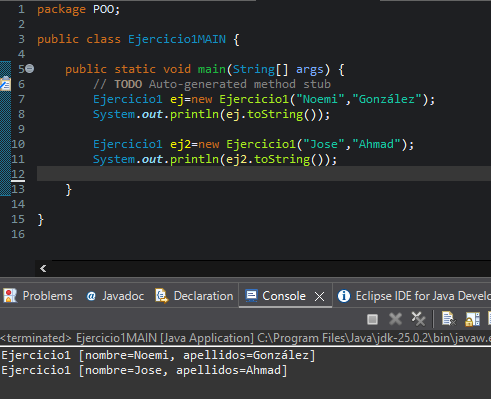 1 package POO;
2
3 public class Ejercicio1MAIN {
4
5 public static void main(String[] args) {
6 // TODO Auto-generated method stub
7 Ejercicio1 ej=new Ejercicio1("Noemi","González");
8 System.out.println(ej.toString());
9
10 Ejercicio1 ej2=new Ejercicio1("Jose","Ahmad");
11 System.out.println(ej2.toString());
12
13 }
14
15 }
16
Problems @ Javadoc Declaration Console Eclipse IDE for Java Develo
<terminated> Ejercicio1MAIN [Java Application] C:\Program Files\Java\jdk-25.0.2\bin\javaw.e
Ejercicio1 [nombre=Noemi, apellidos=González]
Ejercicio1 [nombre=Jose, apellidos=Ahmad]